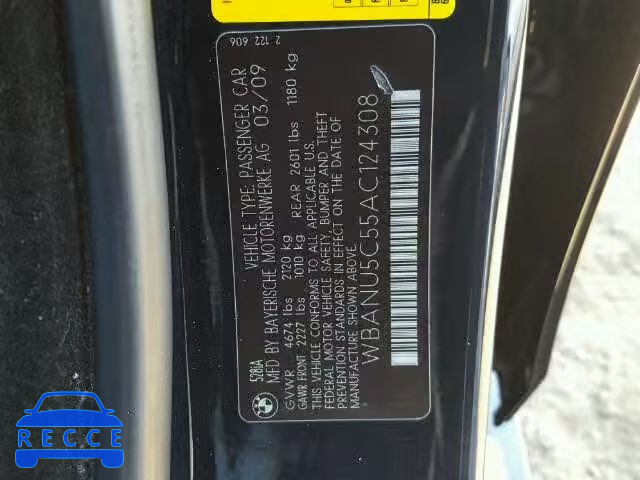 2 122 606
528IA
VEHICLE TYPE: PASSENGER CAR
MFD BY BAYERISCHE MOTORENWERKE AG 03/09
GVWR 4674 lbs 2120 kg
GAWR FRONT 2227 lbs 1010 kg REAR 2601 lbs 1180 kg
THIS VEHICLE CONFORMS TO ALL APPLICABLE U.S.
FEDERAL MOTOR VEHICLE SAFETY, BUMPER AND THEFT
PREVENTION STANDARDS IN EFFECT ON THE DATE OF
MANUFACTURE SHOWN ABOVE.
WBANU5C55AC124308
RECCE